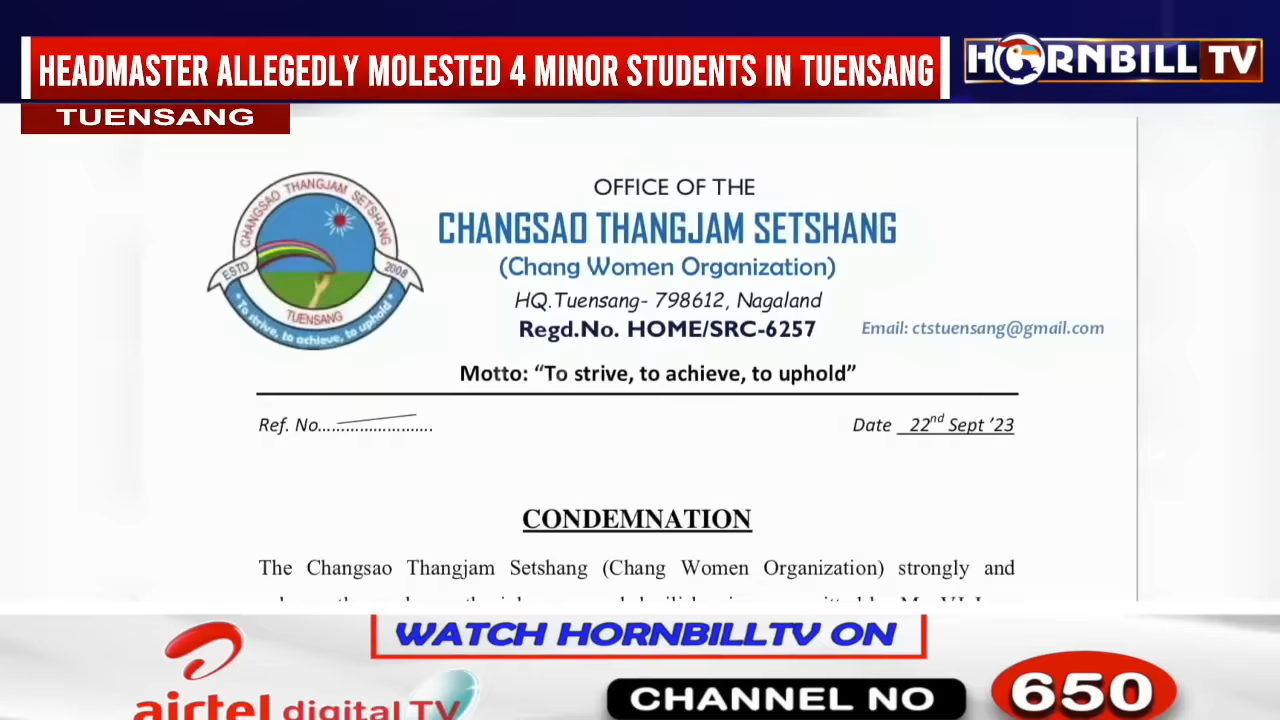 HEADMASTER ALLEGEDLY MOLESTED 4 MINOR STUDENTS IN TUENSANG
HORNBILL TV
TUENSANG
OFFICE OF THE
CHANGSAO THANGJAM SETSHANG
(Chang Women Organization)
HQ.Tuensang- 798612, Nagaland
Regd.No. HOME/SRC-6257
Email: ctstuensang@gmail.com
Motto: “To strive, to achieve, to uphold”
CHANGSAO THANGJAM SETSHANG
ESTD 2008
TUENSANG
"To strive, to achieve, to uphold"
Ref. No.........................
Date 22nd Sept ’23
CONDEMNATION
The Changsao Thangjam Setshang (Chang Women Organization) strongly and
WATCH HORNBILLTV ON
airtel digital TV
CHANNEL NO 650